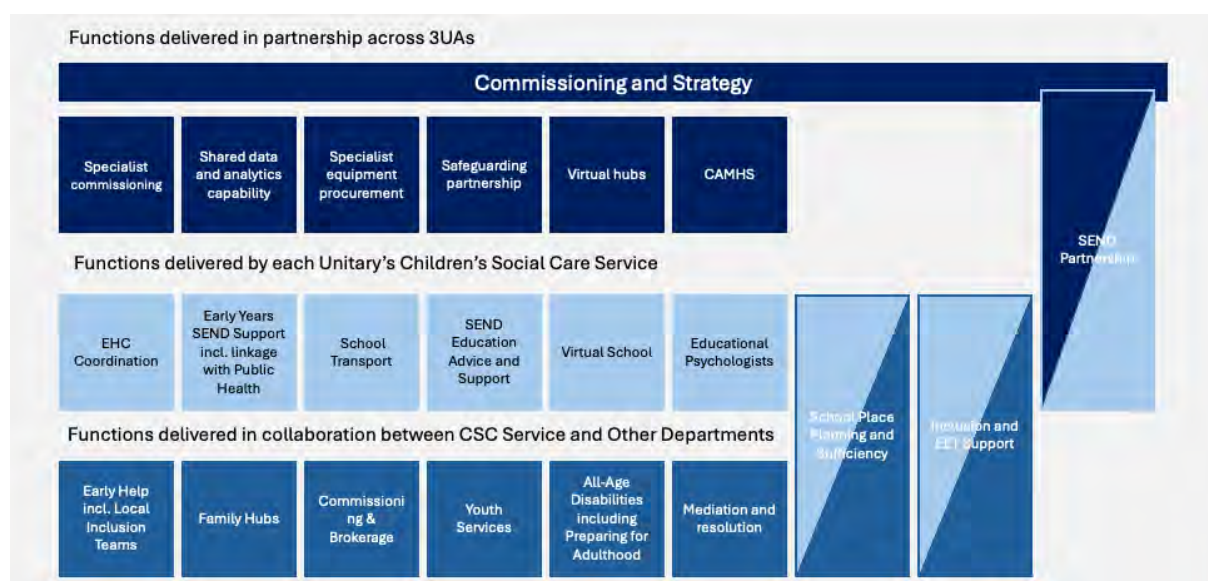 Functions delivered in partnership across 3UAs
Commissioning and Strategy
Specialist
commissioning
Shared data
and analytics
capability
Specialist
equipment
procurement
Safeguarding
partnership
Virtual hubs
CAMHS
SEND
Partnership
Functions delivered by each Unitary's Children's Social Care Service
EHC
Coordination
Early Years
SEND Support
incl. linkage
with Public
Health
School
Transport
SEND
Education
Advice and
Support
Virtual School
Educational
Psychologists
School Place
Planning and
Sufficiency
Inclusion and
EET Support
Functions delivered in collaboration between CSC Service and Other Departments
Early Help
incl. Local
Inclusion
Teams
Family Hubs
Commissioni
ng &
Brokerage
Youth
Services
All-Age
Disabilities
including
Preparing for
Adulthood
Mediation and
resolution